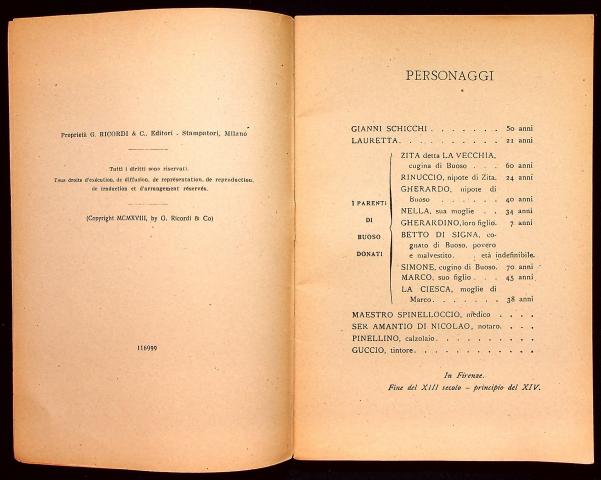 Proprietà G. RICORDI & C., Editori - Stampatori, Milano
Tutti i diritti sono riservati.
Tous droits d'exécution, de diffusion, de représentation, de reproduction,
de traduction et d'arrangement réservés.
(Copyright MCMXVIII, by G. Ricordi & Co)
116999
PERSONAGGI
GIANNI SCHICCHI . . . . . . . 50 anni
LAURETTA. . . . . . . . . . 21 anni
I PARENTI
DI
BUOSO
DONATI
ZITA detta LA VECCHIA,
cugina di Buoso . . . 60 anni
RINUCCIO, nipote di Zita. 24 anni
GHERARDO, nipote di
Buoso . . . . . . . 40 anni
NELLA, sua moglie . . 34 anni
GHERARDINO, loro figlio. 7 anni
BETTO DI SIGNA, co-
gnato di Buoso, povero
e malvestito. . età indefinibile.
SIMONE, cugino di Buoso. 70 anni
MARCO, suo figlio . . . 45 anni
LA CIESCA, moglie di
Marco. . . . . . . 38 anni
MAESTRO SPINELLOCCIO, medico . . . .
SER AMANTIO DI NICOLAO, notaro. . . .
PINELLINO, calzolaio. . . . . . . . . .
GUCCIO, tintore. . . . . . . . . . . .
In Firenze.
Fine del XIII secolo - principio del XIV.